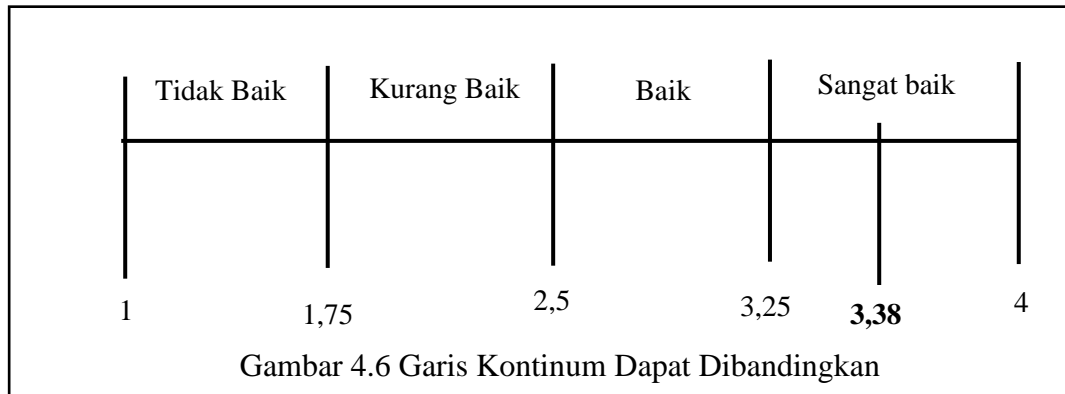 Tidak Baik Kurang Baik Baik Sangat baik
1 1,75 2,5 3,25 3,38 4
Gambar 4.6 Garis Kontinum Dapat Dibandingkan